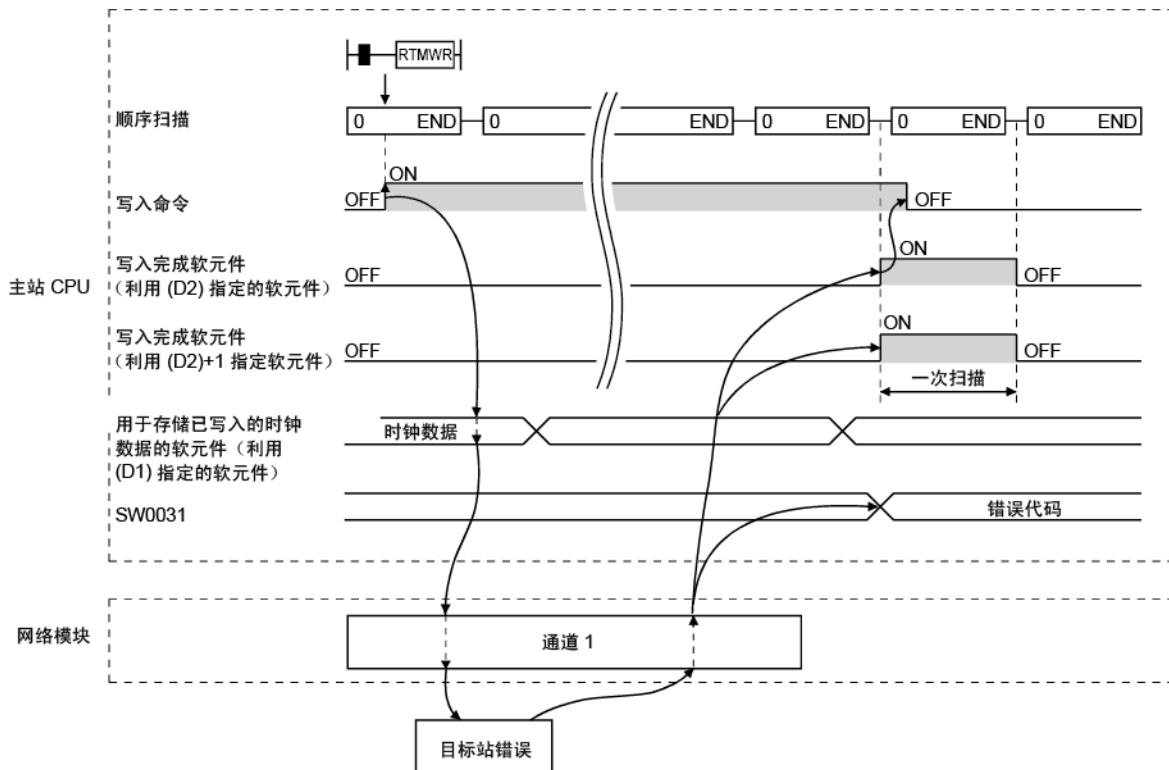 RTMWR
顺序扫描
0 END 0 END 0 END 0 END 0 END
写入命令
OFF ON OFF
主站 CPU
写入完成软元件
（利用 (D2) 指定的软元件）
OFF ON OFF
写入完成软元件
（利用 (D2)+1 指定软元件）
OFF ON OFF
一次扫描
用于存储已写入的时钟
数据的软元件（利用
(D1) 指定的软元件）
时钟数据
SW0031
错误代码
网络模块
通道 1
目标站错误